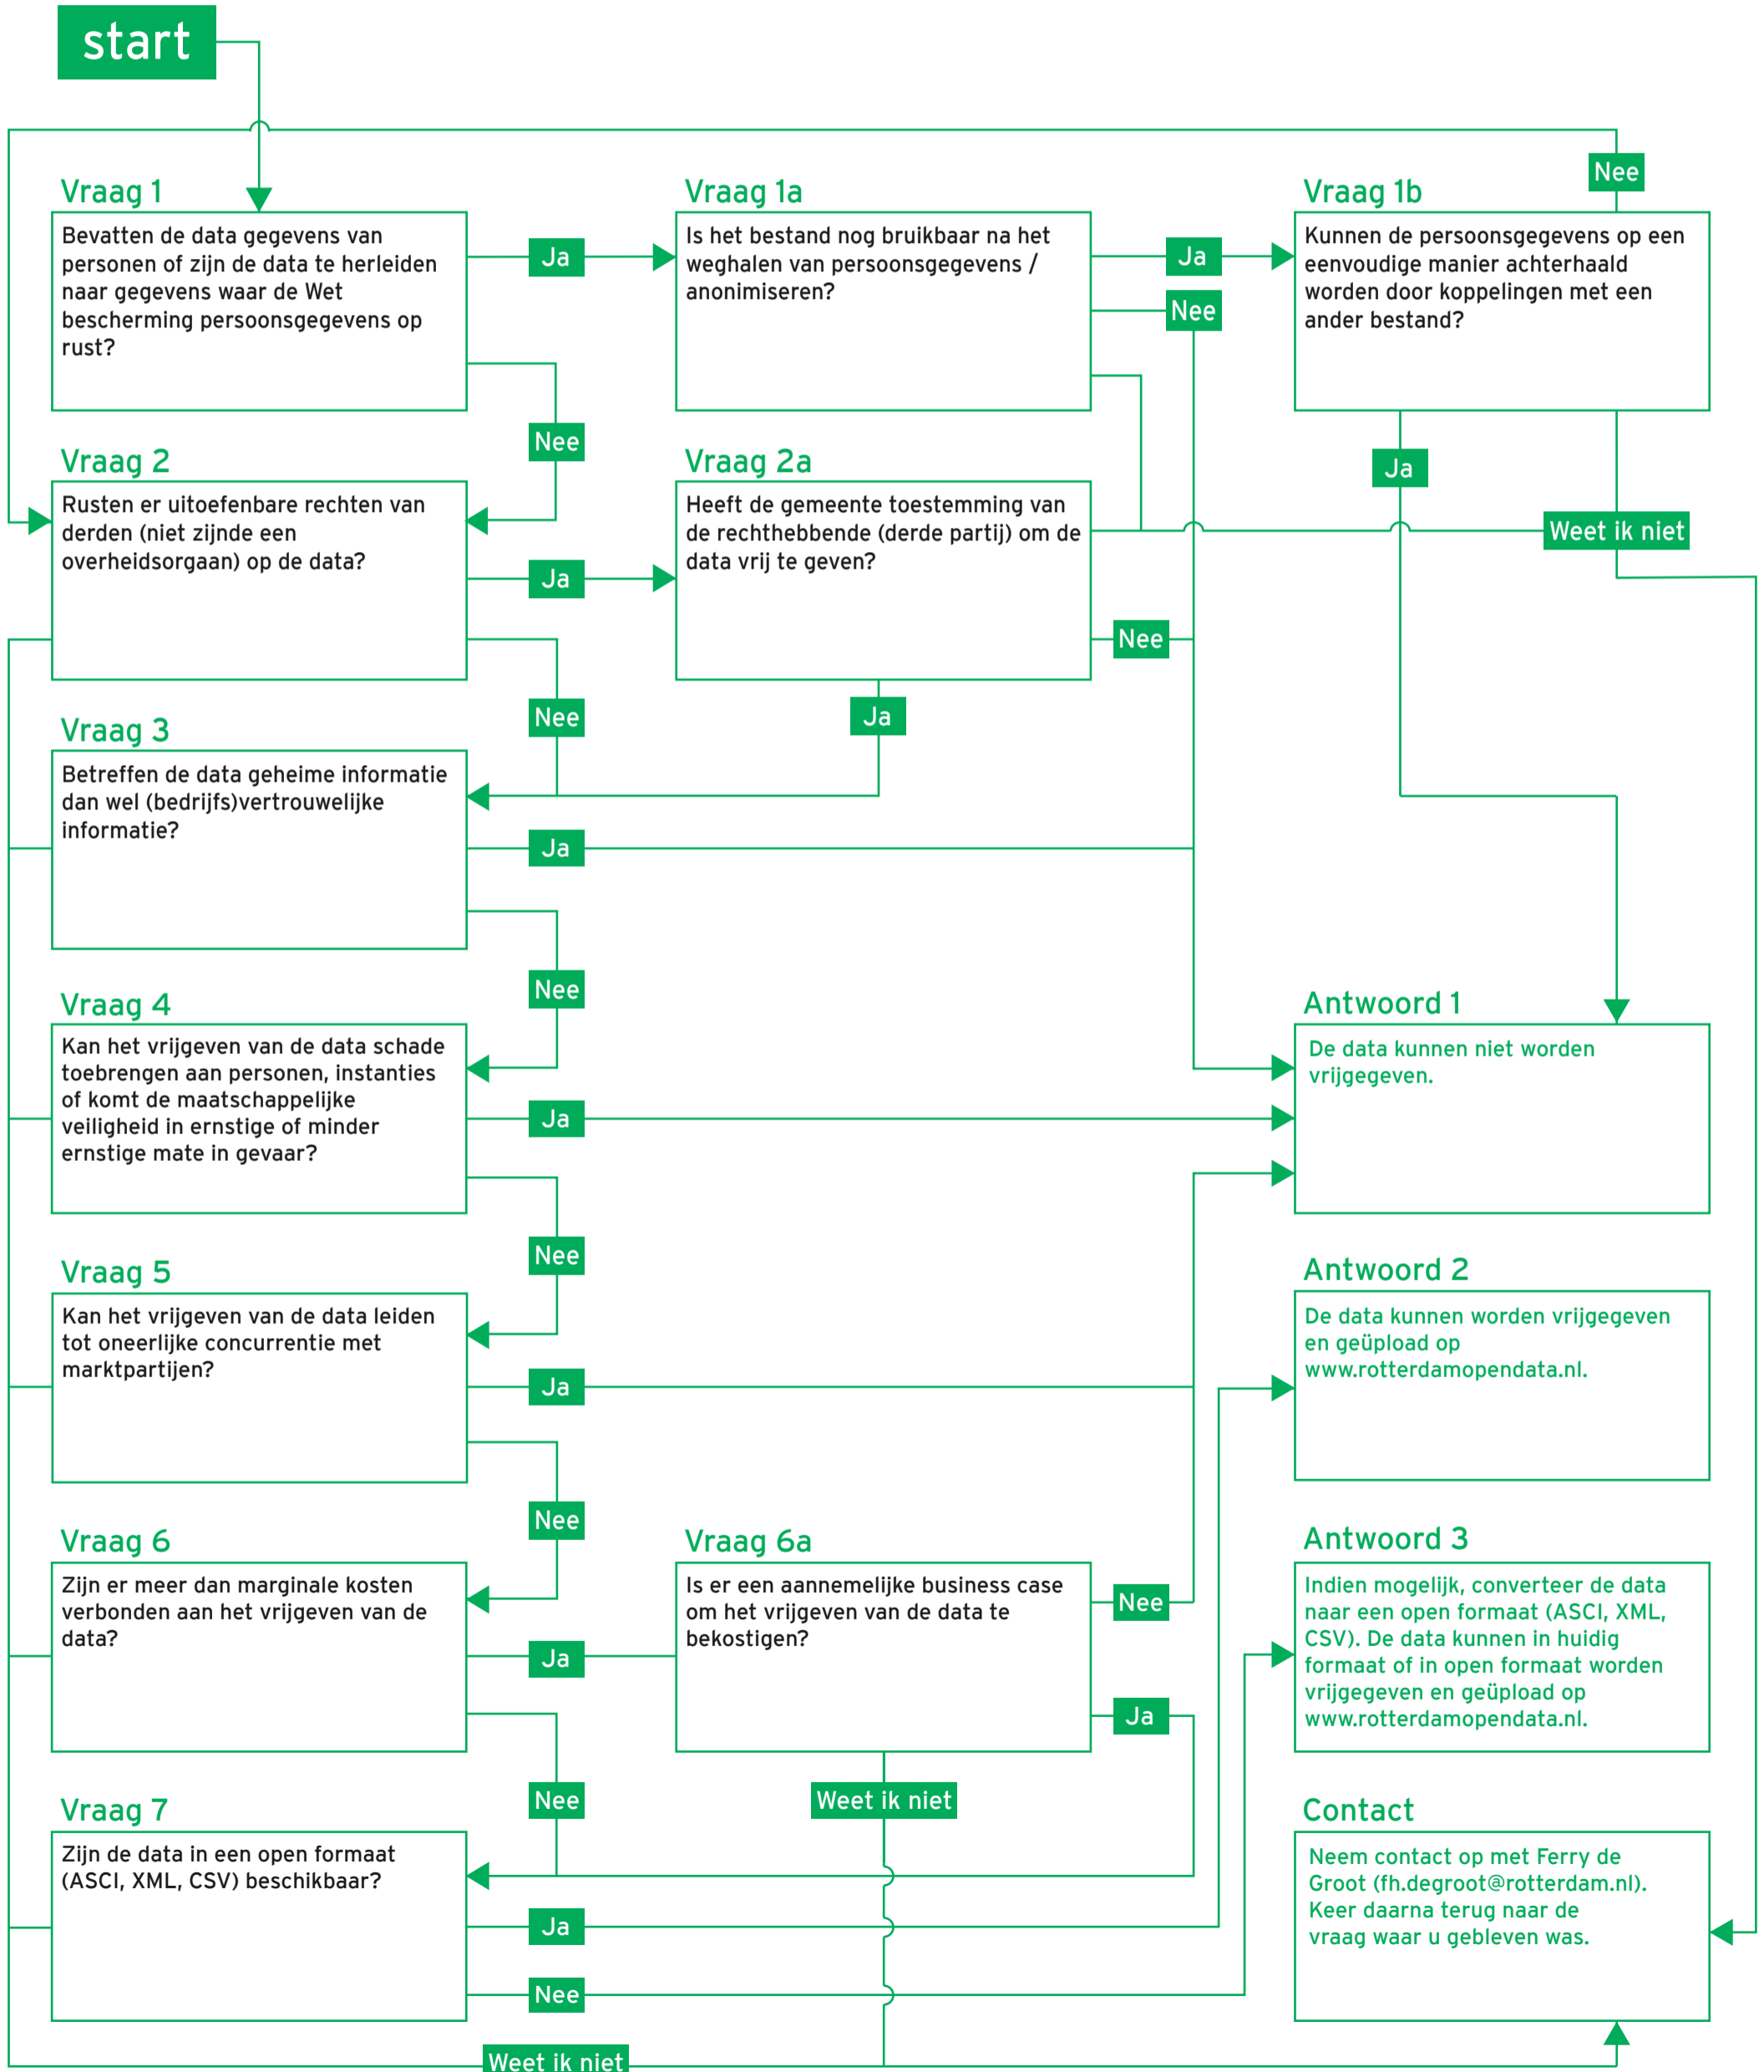 start
Nee
Vraag 1
Bevatten de data gegevens van
personen of zijn de data te herleiden
naar gegevens waar de Wet
bescherming persoonsgegevens op
rust?
Ja
Nee
Vraag 1a
Is het bestand nog bruikbaar na het
weghalen van persoonsgegevens /
anonimiseren?
Ja
Nee
Vraag 1b
Kunnen de persoonsgegevens op een
eenvoudige manier achterhaald
worden door koppelingen met een
ander bestand?
Ja
Weet ik niet
Vraag 2
Rusten er uitoefenbare rechten van
derden (niet zijnde een
overheidsorgaan) op de data?
Ja
Nee
Vraag 2a
Heeft de gemeente toestemming van
de rechthebbende (derde partij) om de
data vrij te geven?
Nee
Ja
Vraag 3
Betreffen de data geheime informatie
dan wel (bedrijfs)vertrouwelijke
informatie?
Ja
Nee
Vraag 4
Kan het vrijgeven van de data schade
toebrengen aan personen, instanties
of komt de maatschappelijke
veiligheid in ernstige of minder
ernstige mate in gevaar?
Ja
Nee
Antwoord 1
De data kunnen niet worden
vrijgegeven.
Vraag 5
Kan het vrijgeven van de data leiden
tot oneerlijke concurrentie met
marktpartijen?
Ja
Nee
Antwoord 2
De data kunnen worden vrijgegeven
en geüpload op
www.rotterdamopendata.nl.
Vraag 6
Zijn er meer dan marginale kosten
verbonden aan het vrijgeven van de
data?
Ja
Nee
Vraag 6a
Is er een aannemelijke business case
om het vrijgeven van de data te
bekostigen?
Nee
Ja
Weet ik niet
Antwoord 3
Indien mogelijk, converteer de data
naar een open formaat (ASCI, XML,
CSV). De data kunnen in huidig
formaat of in open formaat worden
vrijgegeven en geüpload op
www.rotterdamopendata.nl.
Vraag 7
Zijn de data in een open formaat
(ASCI, XML, CSV) beschikbaar?
Ja
Nee
Contact
Neem contact op met Ferry de
Groot (fh.degroot@rotterdam.nl).
Keer daarna terug naar de
vraag waar u gebleven was.
Weet ik niet